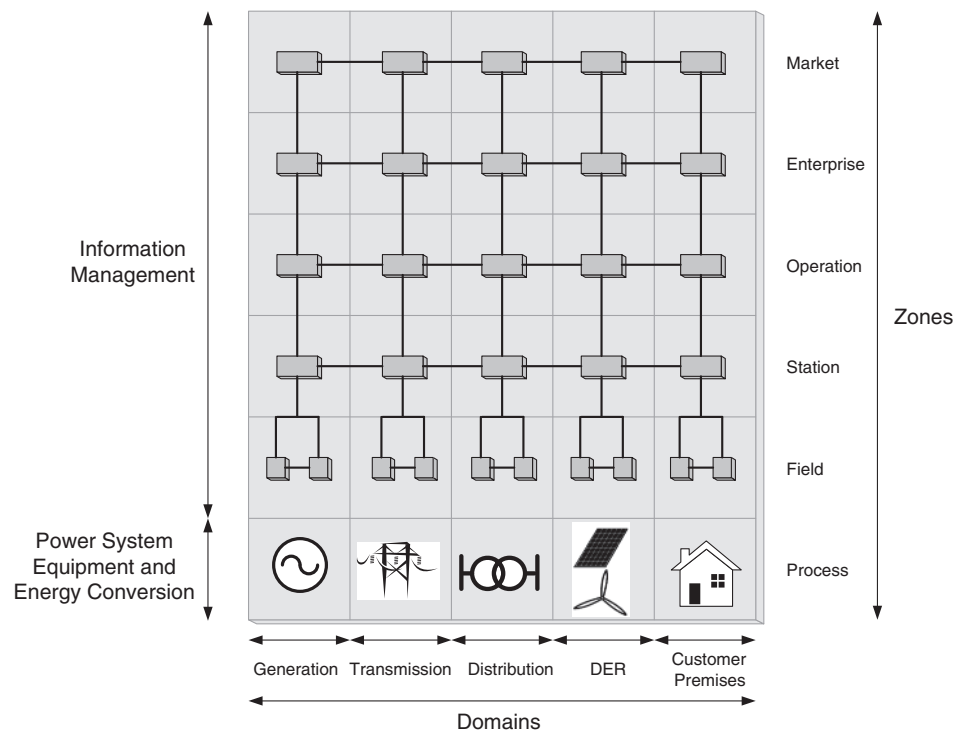 Market
Enterprise
Information
Management
Operation
Zones
Station
Field
Power System
Equipment and
Energy Conversion
Process
Generation
Transmission
Distribution
DER
Customer
Premises
Domains